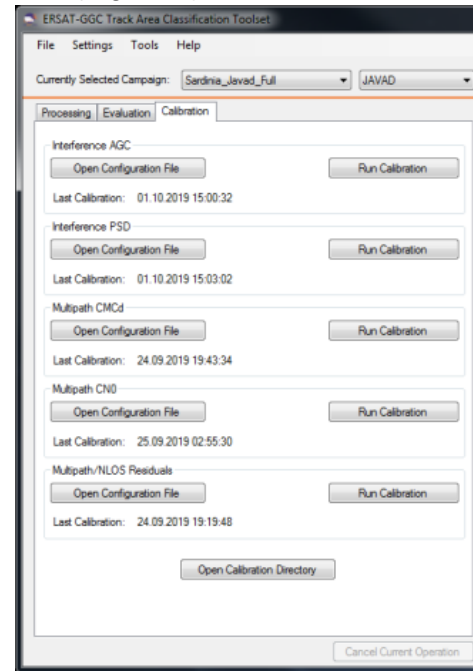 ERSAT-GGC Track Area Classification Toolset
File Settings Tools Help
Currently Selected Campaign: Sardinia_Javad_Full JAVAD
Processing Evaluation Calibration
Interference AGC
Open Configuration File Run Calibration
Last Calibration: 01.10.2019 15:00:32
Interference PSD
Open Configuration File Run Calibration
Last Calibration: 01.10.2019 15:03:02
Multipath CMCd
Open Configuration File Run Calibration
Last Calibration: 24.09.2019 19:43:34
Multipath CN0
Open Configuration File Run Calibration
Last Calibration: 25.09.2019 02:55:30
Multipath/NLOS Residuals
Open Configuration File Run Calibration
Last Calibration: 24.09.2019 19:19:48
Open Calibration Directory
Cancel Current Operation